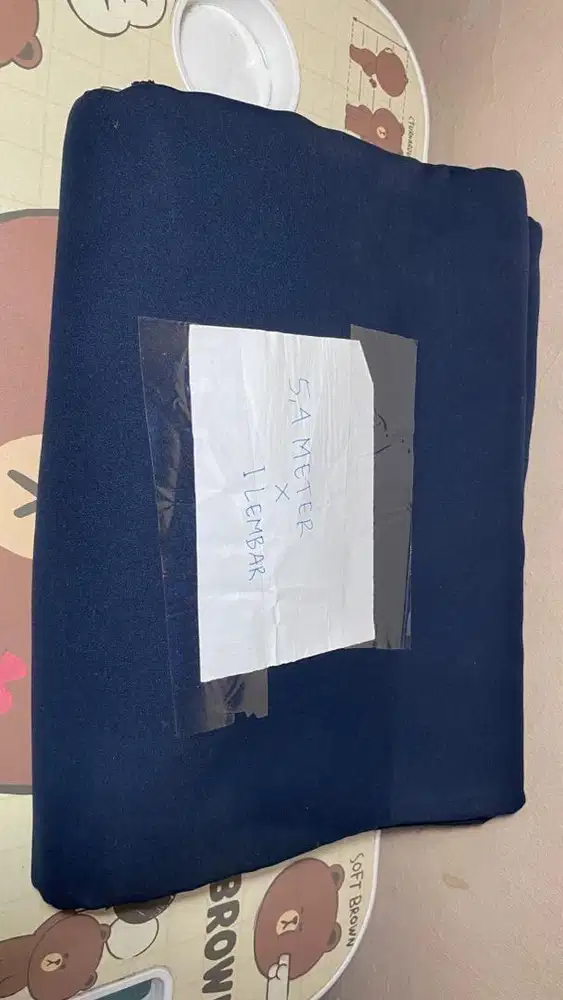 5,4 METER
X
1 LEMBAR
SOFT BROWN
BROWN